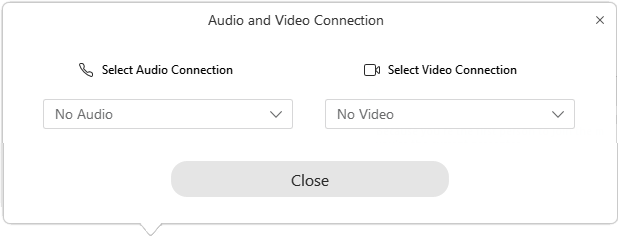 Audio and Video Connection
Select Audio Connection
Select Video Connection
No Audio
No Video
Close